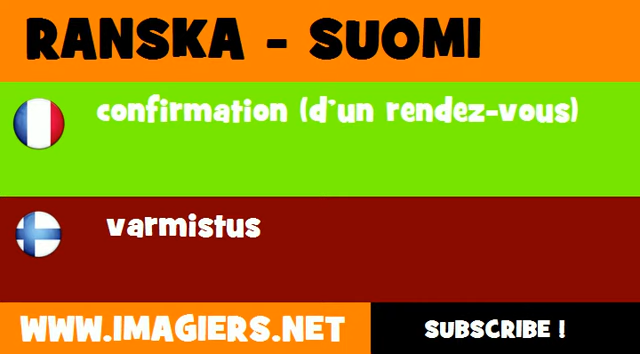 RANSKA - SUOMI
confirmation (d'un rendez-vous)
varmistus
WWW.IMAGIERS.NET
SUBSCRIBE !